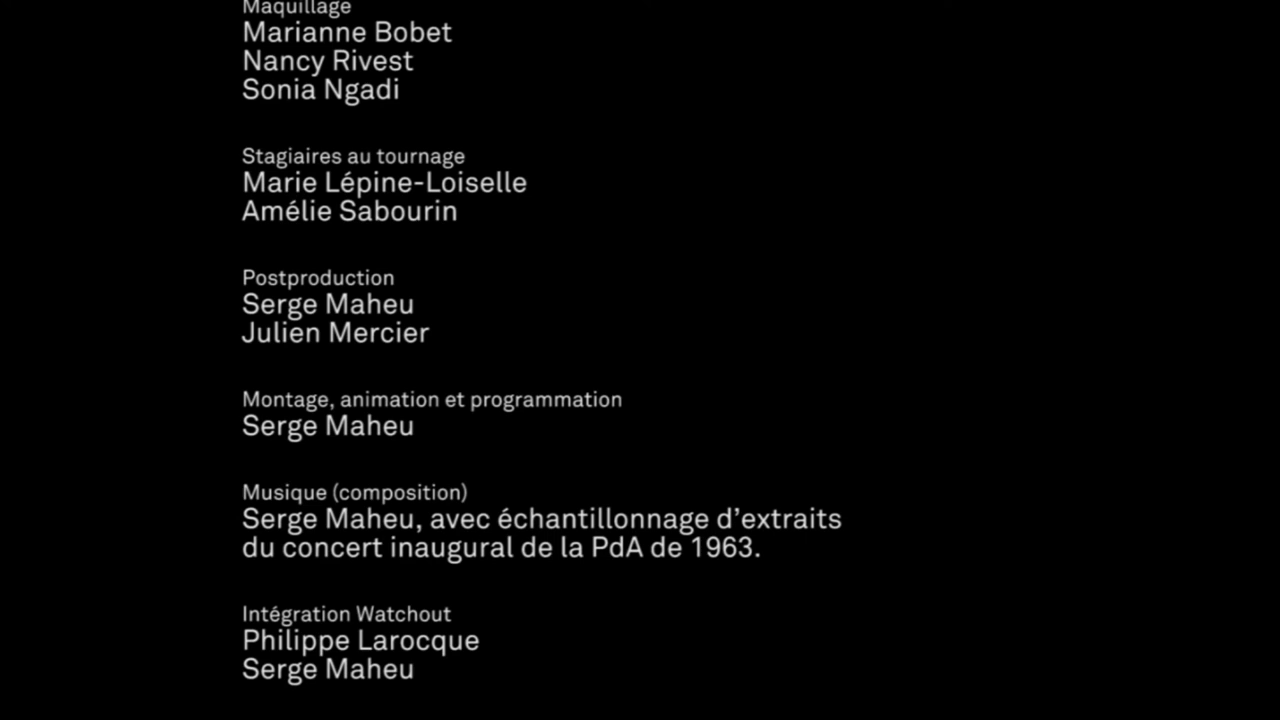 Maquillage
Marianne Bobet
Nancy Rivest
Sonia Ngadi
Stagiaires au tournage
Marie Lépine-Loiselle
Amélie Sabourin
Postproduction
Serge Maheu
Julien Mercier
Montage, animation et programmation
Serge Maheu
Musique (composition)
Serge Maheu, avec échantillonnage d’extraits
du concert inaugural de la PdA de 1963.
Intégration Watchout
Philippe Larocque
Serge Maheu